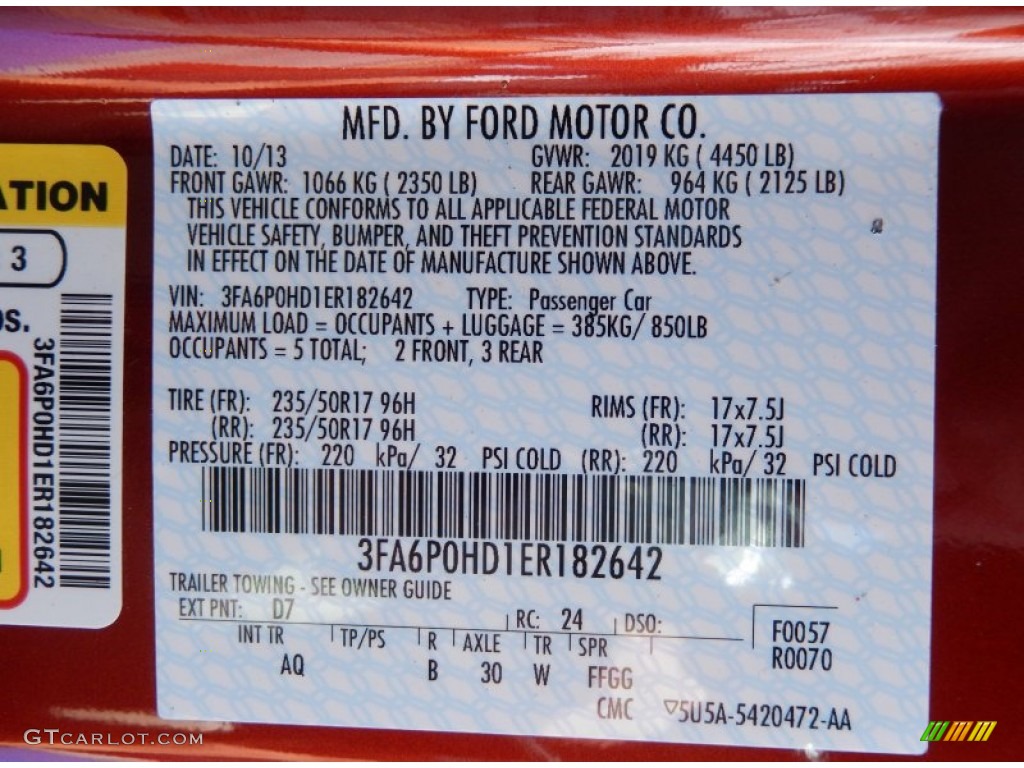 MFD. BY FORD MOTOR CO.
DATE: 10/13 GVWR: 2019 KG ( 4450 LB)
FRONT GAWR: 1066 KG ( 2350 LB) REAR GAWR: 964 KG ( 2125 LB)
THIS VEHICLE CONFORMS TO ALL APPLICABLE FEDERAL MOTOR
VEHICLE SAFETY, BUMPER, AND THEFT PREVENTION STANDARDS
IN EFFECT ON THE DATE OF MANUFACTURE SHOWN ABOVE.
VIN: 3FA6P0HD1ER182642 TYPE: Passenger Car
MAXIMUM LOAD = OCCUPANTS + LUGGAGE = 385KG/ 850LB
OCCUPANTS = 5 TOTAL; 2 FRONT, 3 REAR
TIRE (FR): 235/50R17 96H RIMS (FR): 17x7.5J
(RR): 235/50R17 96H (RR): 17x7.5J
PRESSURE (FR): 220 kPa/ 32 PSI COLD (RR): 220 kPa/ 32 PSI COLD
3FA6P0HD1ER182642
TRAILER TOWING - SEE OWNER GUIDE
EXT PNT: D7 RC: 24 DSO:
INT TR TP/PS R AXLE TR SPR
AQ B 30 W FFGG
F0057
R0070
CMC ▽5U5A-5420472-AA
ATION
3
OS.
3FA6P0HD1ER182642
GTCARLOT.COM